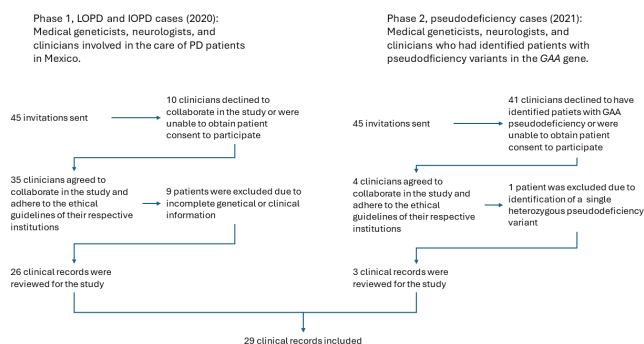 Phase 1, LOPD and IOPD cases (2020):
Medical geneticists, neurologists, and
clinicians involved in the care of PD patients
in Mexico.
Phase 2, pseudodeficiency cases (2021):
Medical geneticists, neurologists, and
clinicians who had identified patients with
pseudodficiency variants in the GAA gene.
45 invitations sent
10 clinicians declined to
collaborate in the study or were
unable to obtain patient
consent to participate
35 clinicians agreed to
collaborate in the study and
adhere to the ethical
guidelines of their respective
institutions
9 patients were excluded due to
incomplete genetical or clinical
information
26 clinical records were
reviewed for the study
45 invitations sent
41 clinicians declined to have
identified patiets with GAA
pseudodeficiency or were
unable to obtain patient
consent to participate
4 clinicians agreed to
collaborate in the study and
adhere to the ethical
guidelines of their respective
institutions
1 patient was excluded due to
identification of a single
heterozygous pseudodeficiency
variant
3 clinical records were
reviewed for the study
29 clinical records included